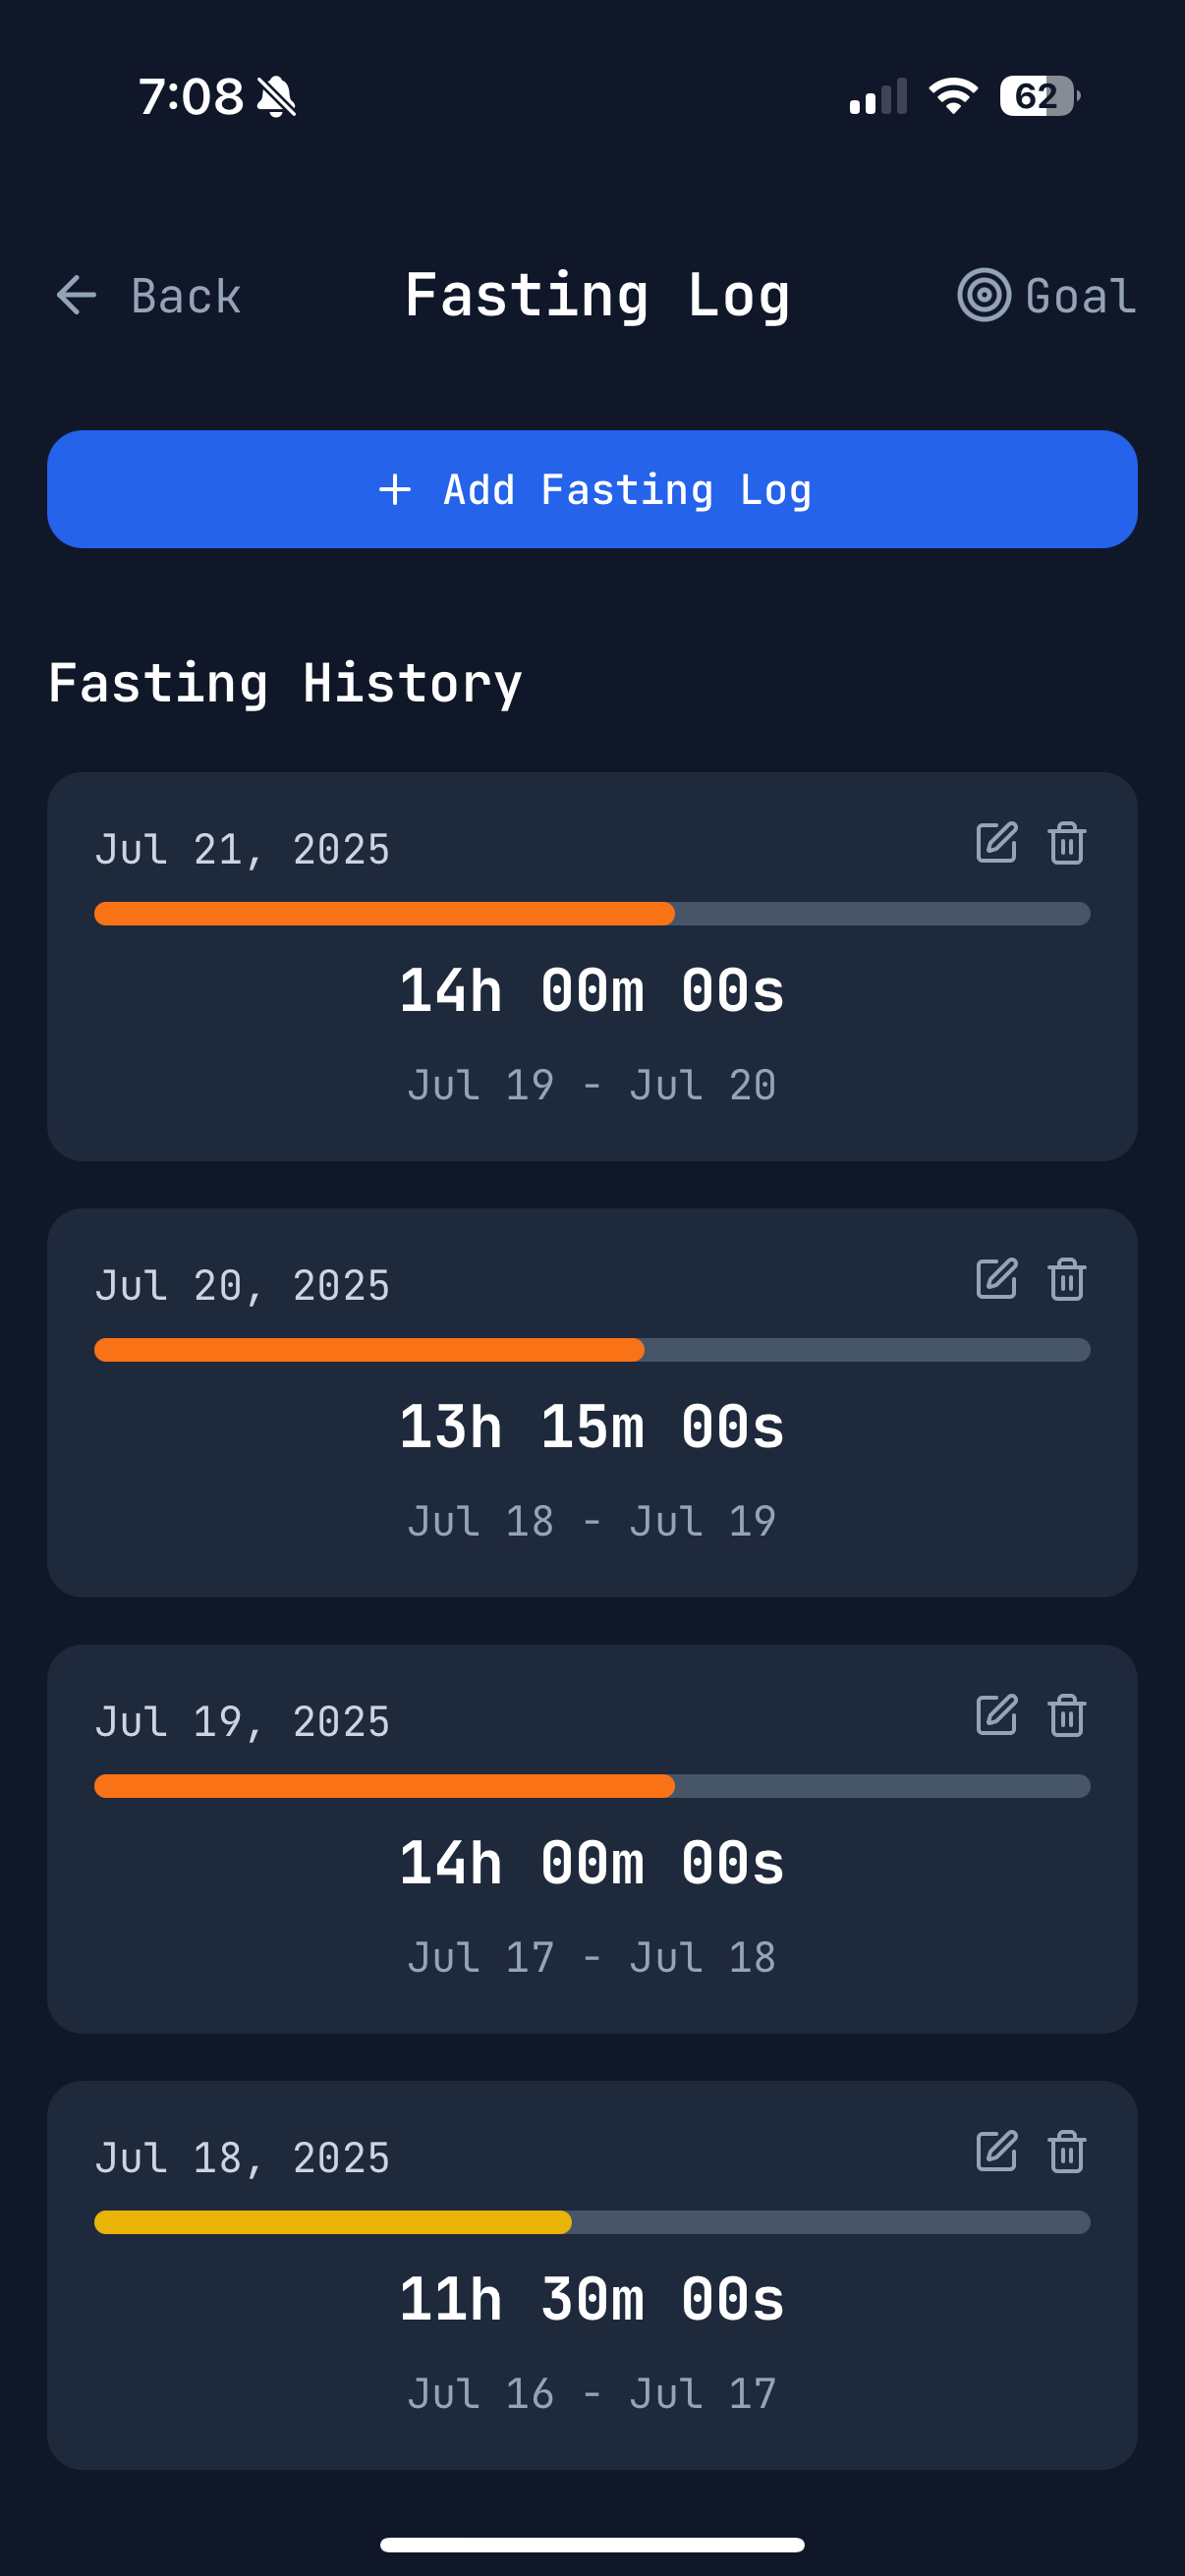 7:08 62
Back Fasting Log Goal
+ Add Fasting Log
Fasting History
Jul 21, 2025
14h 00m 00s
Jul 19 - Jul 20
Jul 20, 2025
13h 15m 00s
Jul 18 - Jul 19
Jul 19, 2025
14h 00m 00s
Jul 17 - Jul 18
Jul 18, 2025
11h 30m 00s
Jul 16 - Jul 17